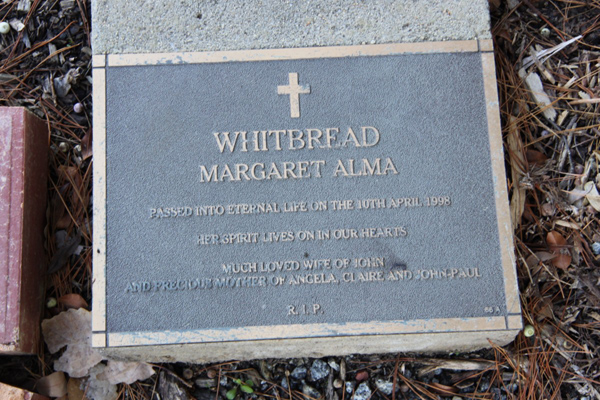 WHITBREAD
MARGARET ALMA
PASSED INTO ETERNAL LIFE ON THE 10TH APRIL 1998
HER SPIRIT LIVES ON IN OUR HEARTS
MUCH LOVED WIFE OF JOHN
AND PRECIOUS MOTHER OF ANGELA, CLAIRE AND JOHN-PAUL
R.I.P.